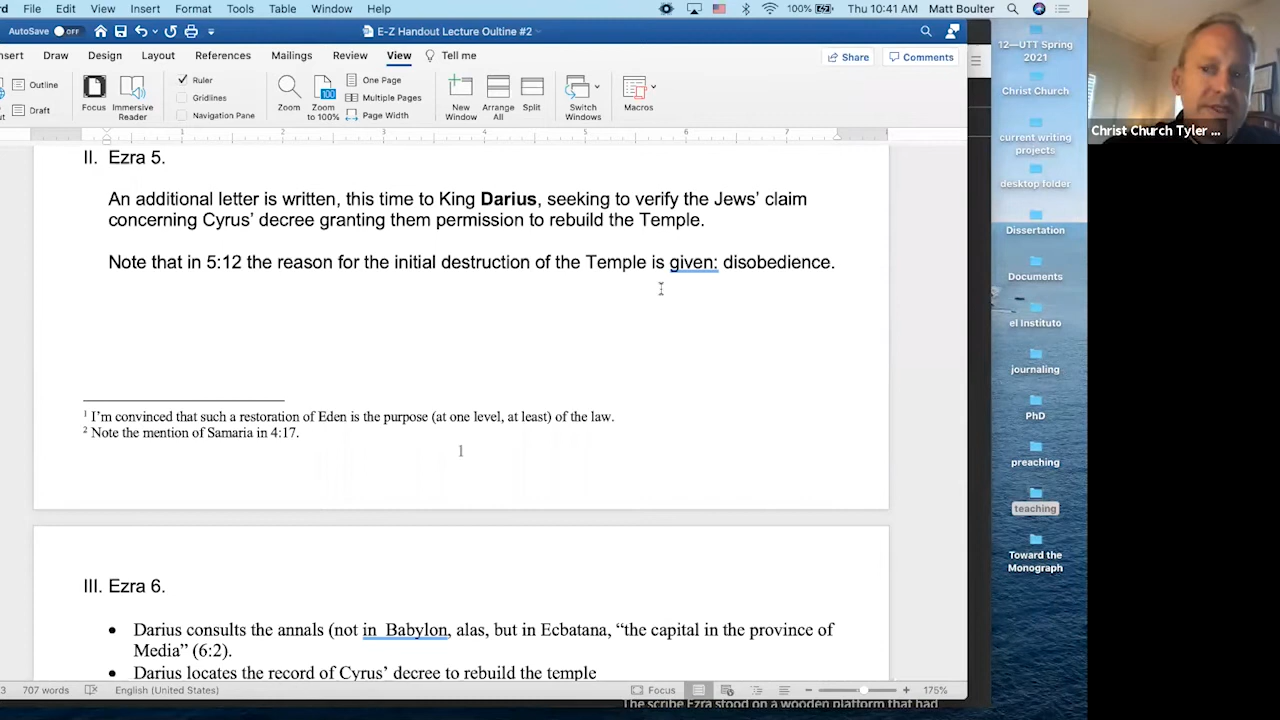 File Edit View Insert Format Tools Table Window Help 100% Thu 10:41 AM Matt Boulter
AutoSave OFF E-Z Handout Lecture Oultine #2
Draw Design Layout References Mailings Review View Tell me Share Comments
Outline
Draft
Focus
Immersive Reader
Ruler
Gridlines
Navigation Pane
Zoom
Zoom to 100%
One Page
Multiple Pages
Page Width
New Window
Arrange All
Split
Switch Windows
Macros
1 2 3 4 5 6 7
II. Ezra 5.
An additional letter is written, this time to King Darius, seeking to verify the Jews' claim
concerning Cyrus' decree granting them permission to rebuild the Temple.
Note that in 5:12 the reason for the initial destruction of the Temple is given: disobedience.
1 I'm convinced that such a restoration of Eden is the purpose (at one level, at least) of the law.
2 Note the mention of Samaria in 4:17.
1
III. Ezra 6.
• Darius consults the annals (not in Babylon, alas, but in Ecbatana, “the capital in the province of
Media” (6:2).
• Darius locates the record of Cyrus' decree to rebuild the temple
3 707 words English (United States) Focus 175%
The scribe Ezra stood on a wooden platform that had
12—UTT Spring
2021
Christ Church
current writing
projects
desktop folder
Dissertation
Documents
el Instituto
journaling
PhD
preaching
teaching
Toward the
Monograph
Christ Church Tyler ...